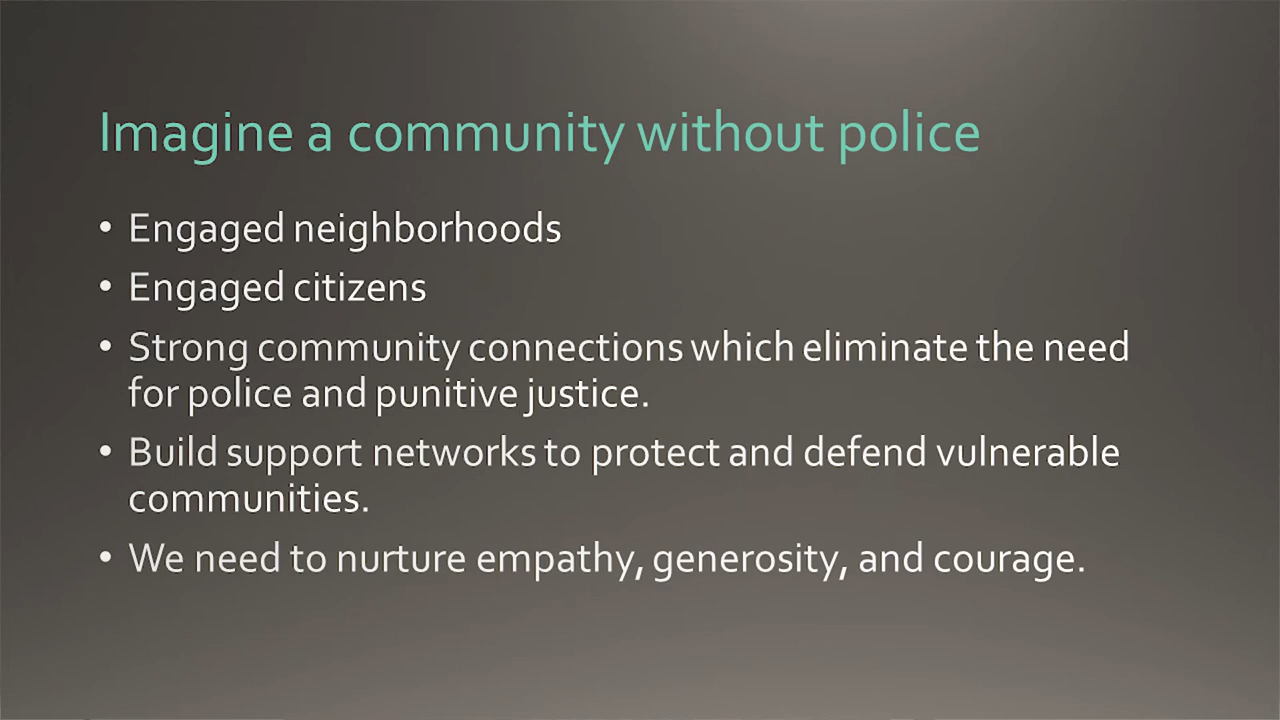 Imagine a community without police
• Engaged neighborhoods
• Engaged citizens
• Strong community connections which eliminate the need
for police and punitive justice.
• Build support networks to protect and defend vulnerable
communities.
• We need to nurture empathy, generosity, and courage.